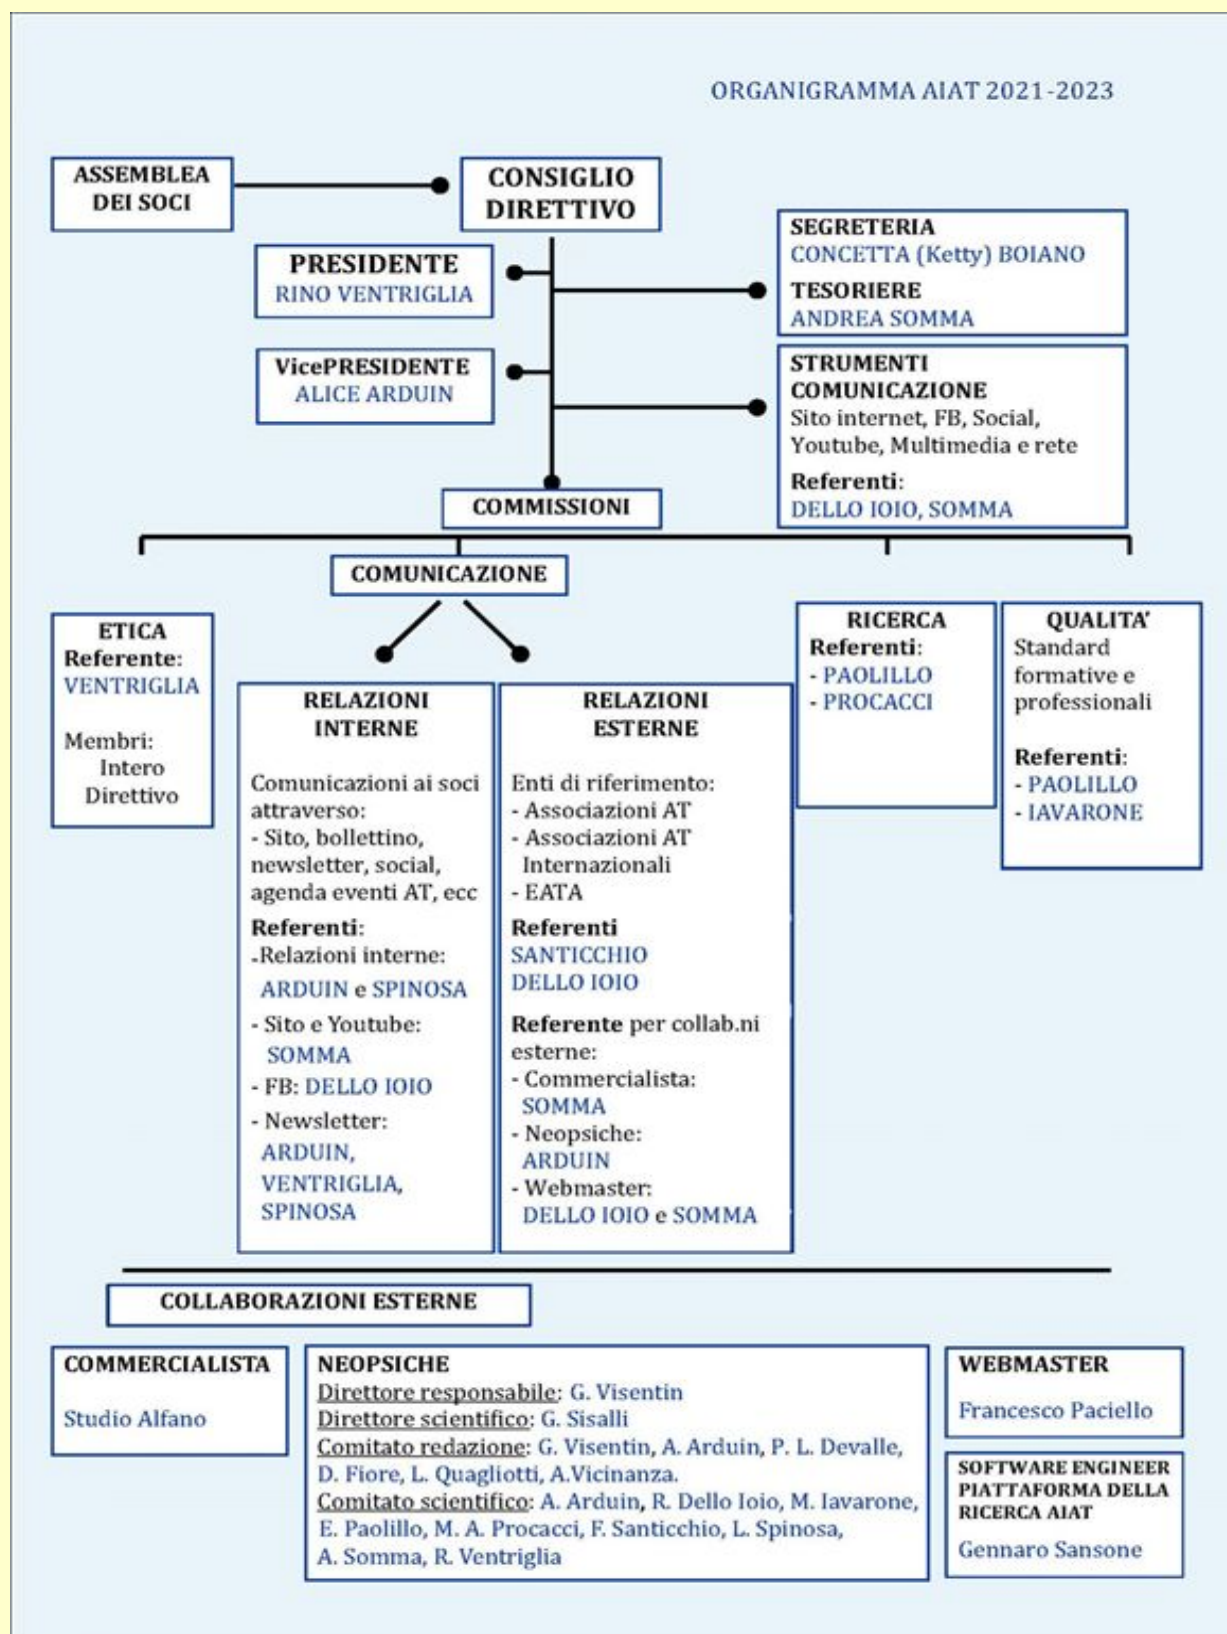 ORGANIGRAMMA AIAT 2021-2023
ASSEMBLEA
DEI SOCI
CONSIGLIO
DIRETTIVO
PRESIDENTE
RINO VENTRIGLIA
SEGRETERIA
CONCETTA (Ketty) BOIANO
TESORIERE
ANDREA SOMMA
VicePRESIDENTE
ALICE ARDUIN
STRUMENTI
COMUNICAZIONE
Sito internet, FB, Social,
Youtube, Multimedia e rete
Referenti:
DELLO IOIO, SOMMA
COMMISSIONI
COMUNICAZIONE
ETICA
Referente:
VENTRIGLIA
Membri:
Intero
Direttivo
RELAZIONI
INTERNE
Comunicazioni ai soci
attraverso:
- Sito, bollettino,
newsletter, social,
agenda eventi AT, ecc
Referenti:
-Relazioni interne:
ARDUIN e SPINOSA
- Sito e Youtube:
SOMMA
- FB: DELLO IOIO
- Newsletter:
ARDUIN,
VENTRIGLIA,
SPINOSA
RELAZIONI
ESTERNE
Enti di riferimento:
- Associazioni AT
- Associazioni AT
Internazionali
- EATA
Referenti
SANTICCHIO
DELLO IOIO
Referente per collab.ni
esterne:
- Commercialista:
SOMMA
- Neopsiche:
ARDUIN
- Webmaster:
DELLO IOIO e SOMMA
RICERCA
Referenti:
- PAOLILLO
- PROCACCI
QUALITA'
Standard
formative e
professionali
Referenti:
- PAOLILLO
- IAVARONE
COLLABORAZIONI ESTERNE
COMMERCIALISTA
Studio Alfano
NEOPSICHE
Direttore responsabile: G. Visentin
Direttore scientifico: G. Sisalli
Comitato redazione: G. Visentin, A. Arduin, P. L. Devalle,
D. Fiore, L. Quagliotti, A.Vicinanza.
Comitato scientifico: A. Arduin, R. Dello Ioio, M. Iavarone,
E. Paolillo, M. A. Procacci, F. Santicchio, L. Spinosa,
A. Somma, R. Ventriglia
WEBMASTER
Francesco Paciello
SOFTWARE ENGINEER
PIATTAFORMA DELLA
RICERCA AIAT
Gennaro Sansone